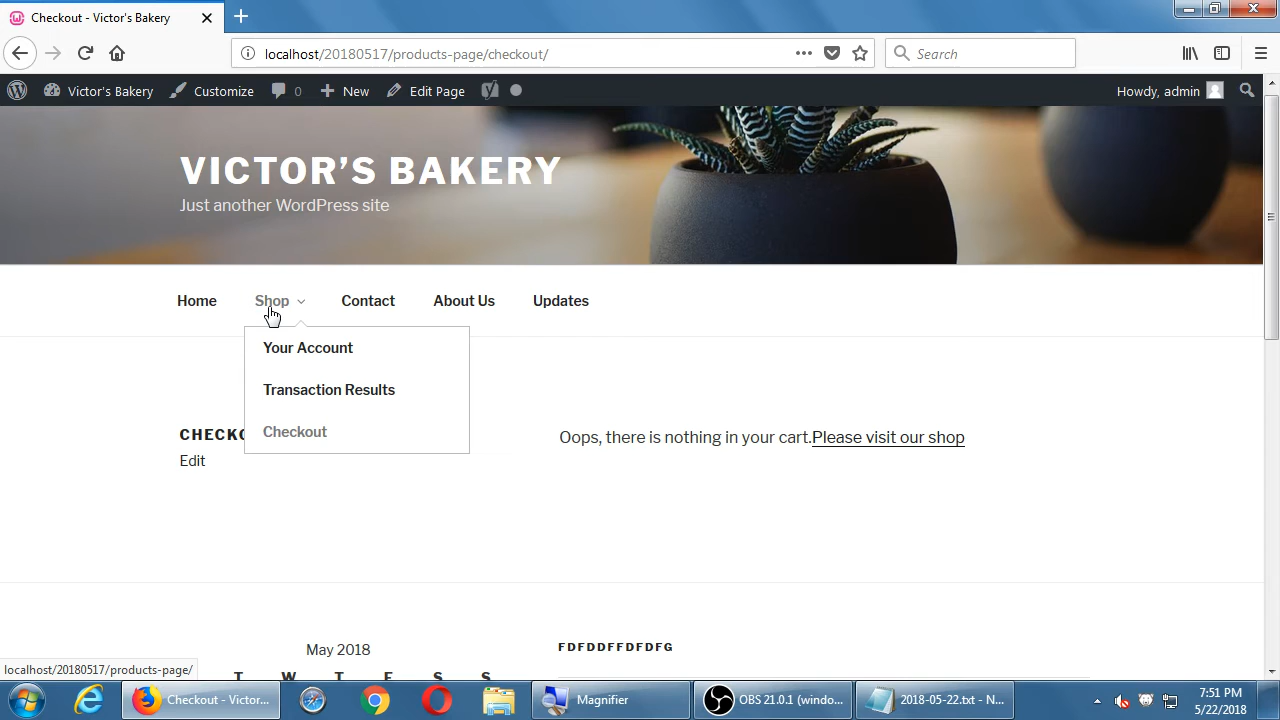 Checkout - Victor's Bakery
localhost/20180517/products-page/checkout/
Search
Victor's Bakery
Customize
0
New
Edit Page
Howdy, admin
VICTOR'S BAKERY
Just another WordPress site
Home
Shop
Contact
About Us
Updates
Your Account
Transaction Results
Checkout
CHECKO
Oops, there is nothing in your cart.Please visit our shop
Edit
May 2018
FDFDDFFDFDFG
T W T F S S
localhost/20180517/products-page/
Checkout - Victor...
Magnifier
OBS 21.0.1 (windo...
2018-05-22.txt - N...
7:51 PM
5/22/2018